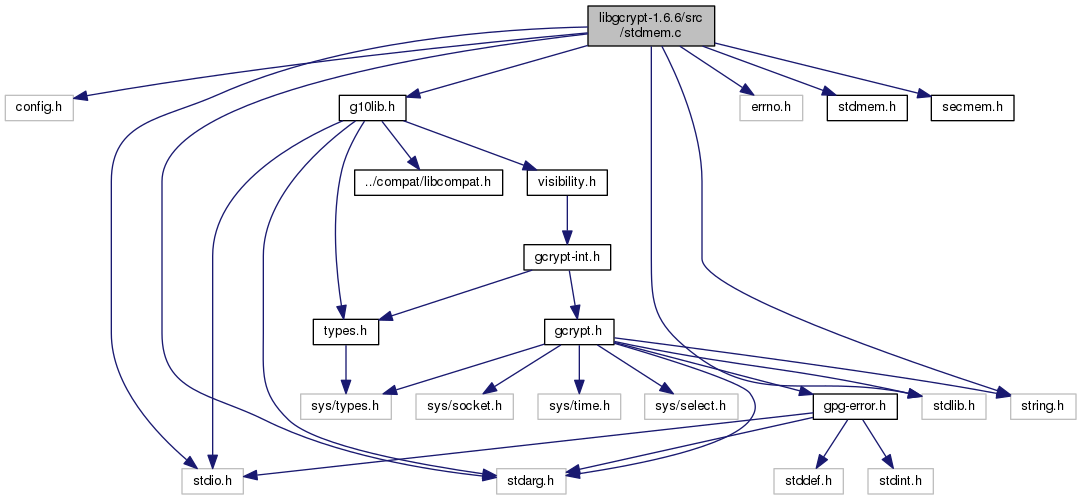 libgcrypt-1.6.6/src
/stdmem.c
config.h
g10lib.h
errno.h
stdmem.h
secmem.h
../compat/libcompat.h
visibility.h
gcrypt-int.h
types.h
gcrypt.h
sys/types.h
sys/socket.h
sys/time.h
sys/select.h
gpg-error.h
stdlib.h
string.h
stdio.h
stdarg.h
stddef.h
stdint.h